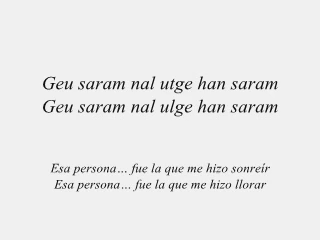 Geu saram nal utge han saram
Geu saram nal ulge han saram
Esa persona… fue la que me hizo sonreír
Esa persona… fue la que me hizo llorar